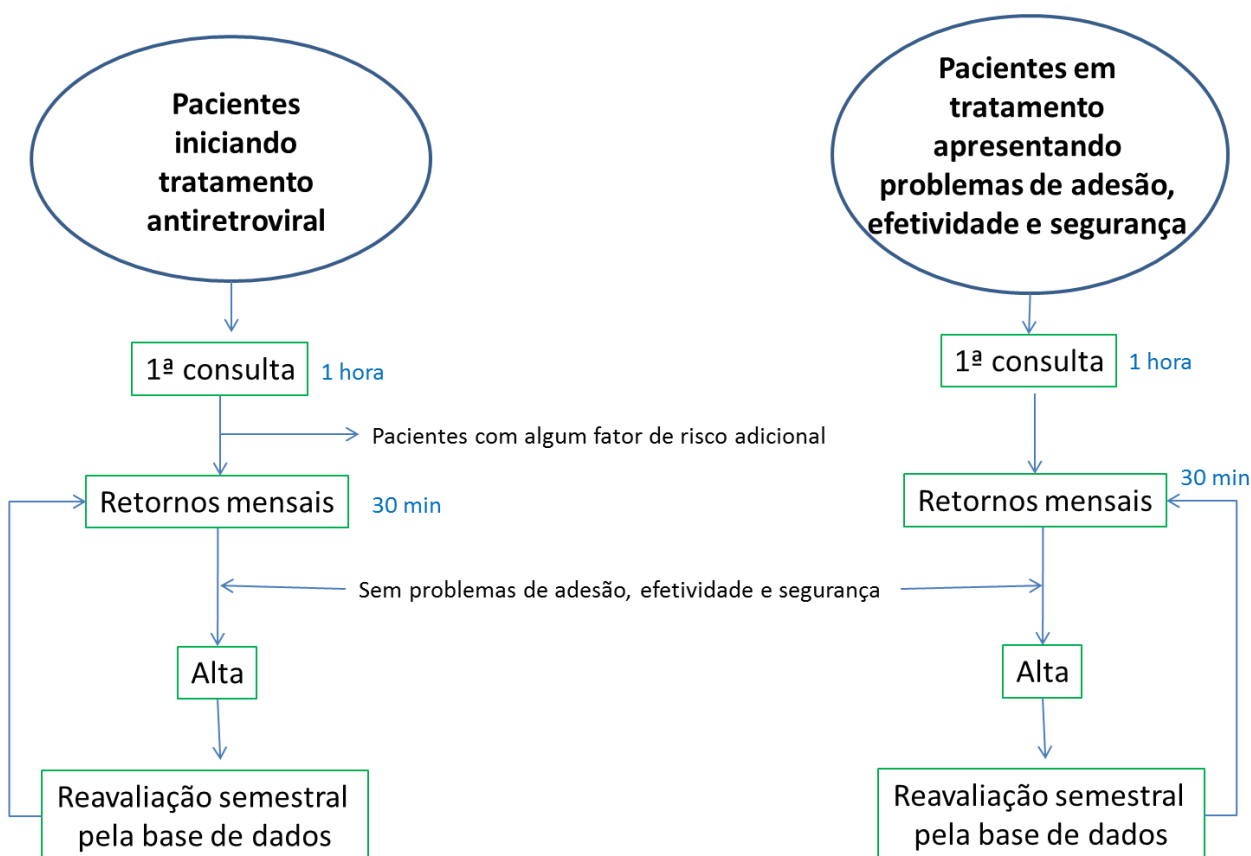 Pacientes
iniciando
tratamento
antiretroviral
1ª consulta
1 hora
Pacientes com algum fator de risco adicional
Retornos mensais
30 min
Sem problemas de adesão, efetividade e segurança
Alta
Reavaliação semestral
pela base de dados
Pacientes em
tratamento
apresentando
problemas de adesão,
efetividade e segurança
1ª consulta
1 hora
30 min
Retornos mensais
Alta
Reavaliação semestral
pela base de dados